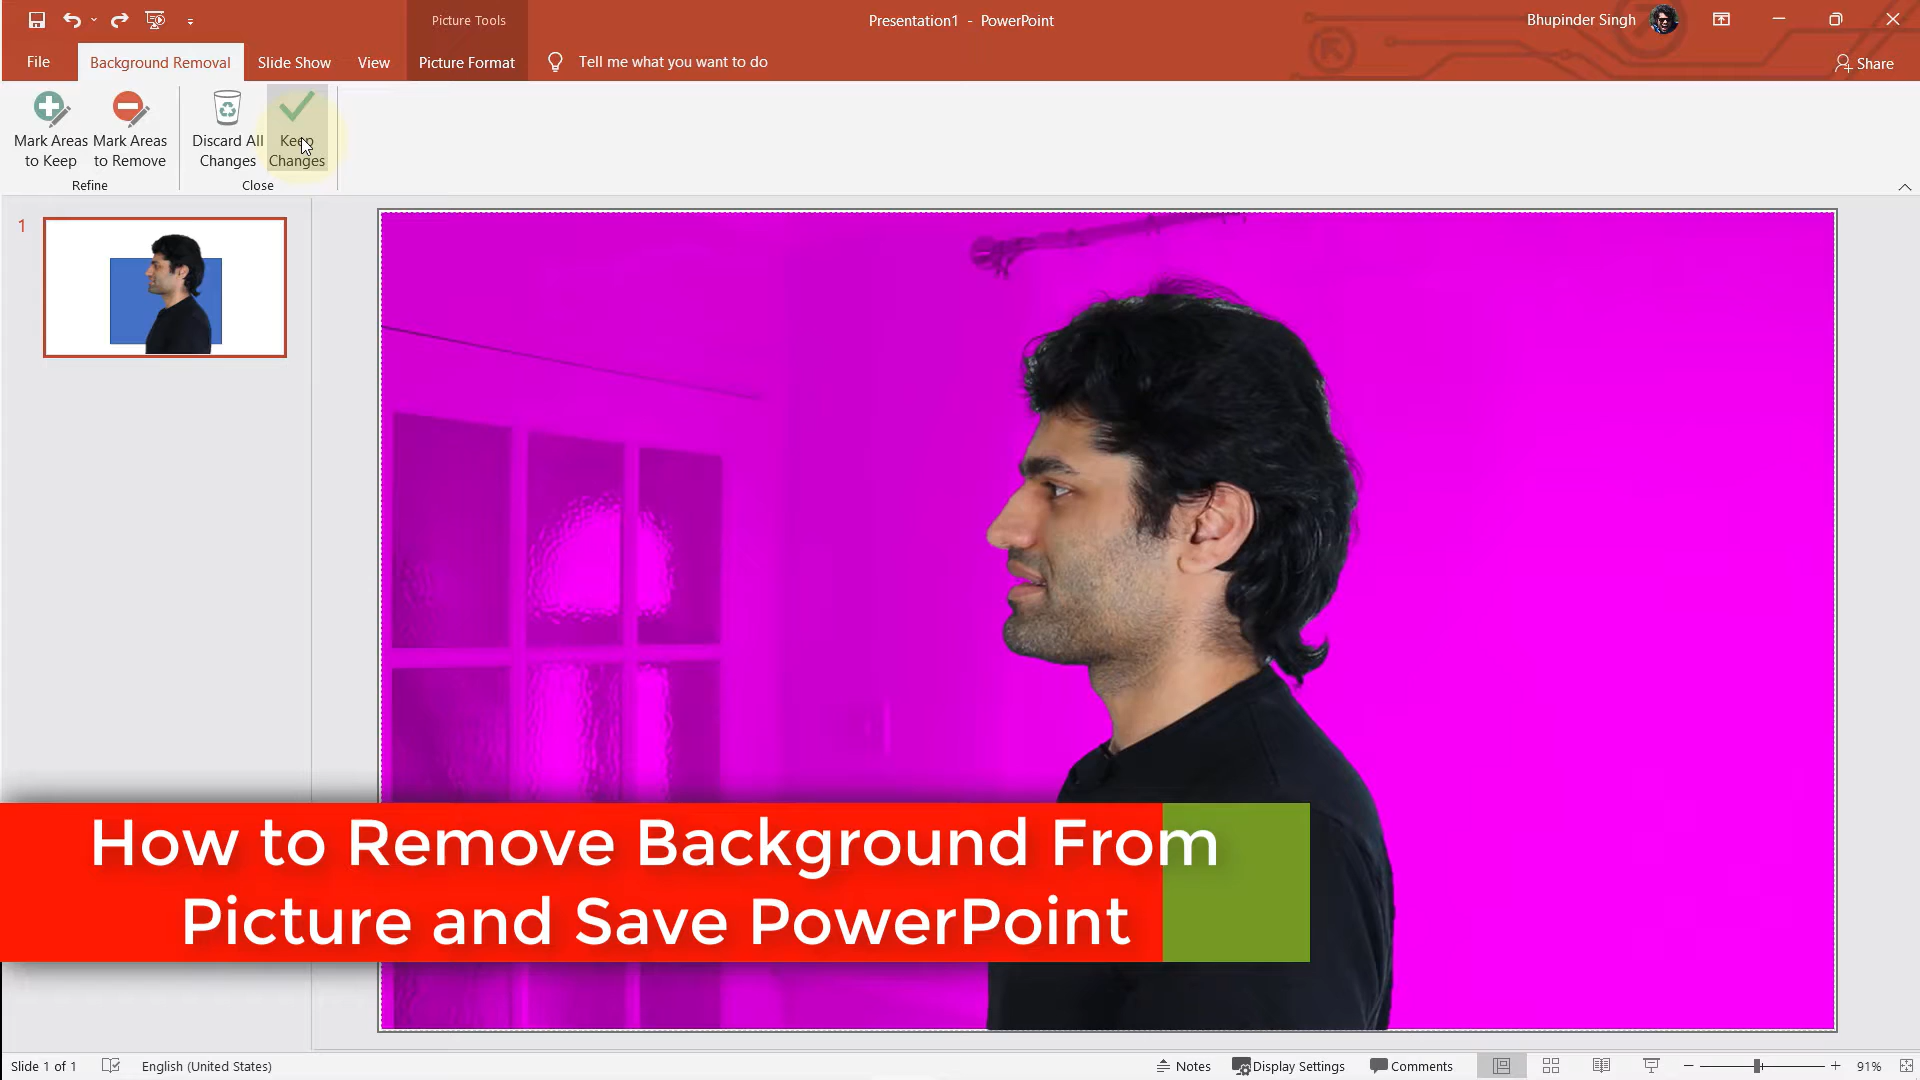 Picture Tools
Presentation1 - PowerPoint
Bhupinder Singh
File
Background Removal
Slide Show
View
Picture Format
Tell me what you want to do
Share
Mark Areas to Keep
Mark Areas to Remove
Discard All Changes
Keep Changes
Refine
Close
1
How to Remove Background From
Picture and Save PowerPoint
Slide 1 of 1
English (United States)
Notes
Display Settings
Comments
91%